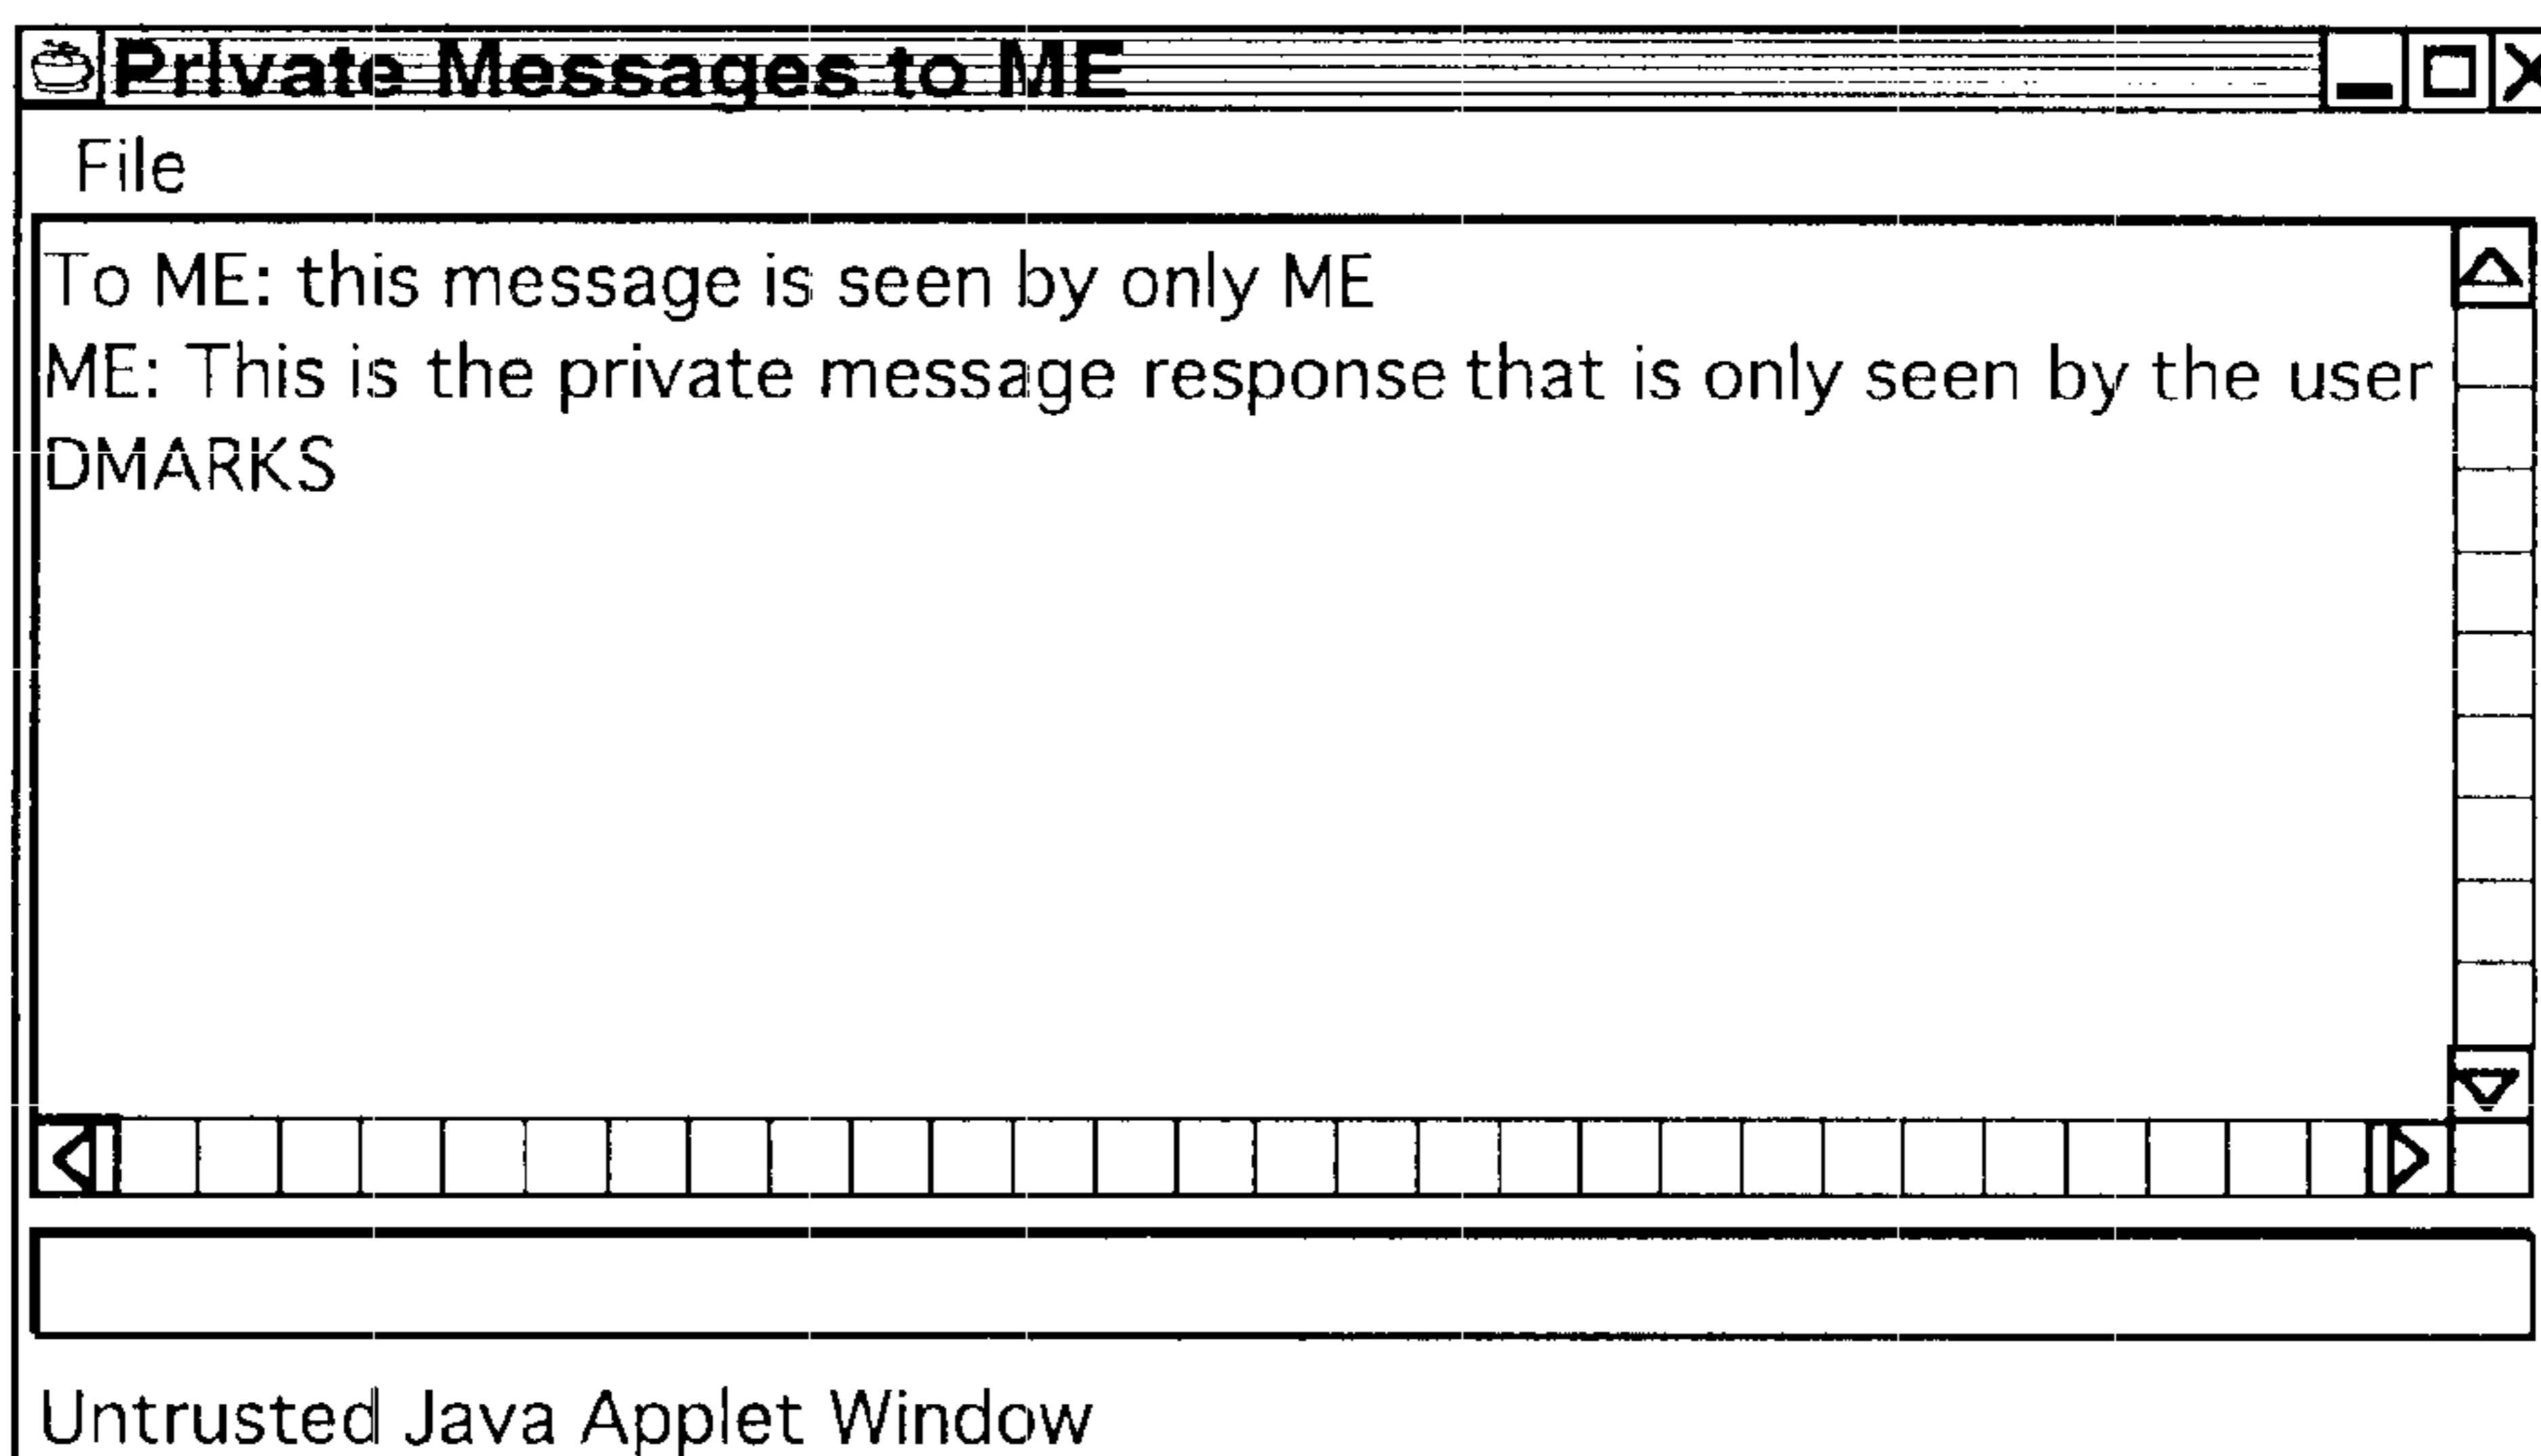 Private Messages to ME
File
To ME: this message is seen by only ME
ME: This is the private message response that is only seen by the user
DMARKS
Untrusted Java Applet Window